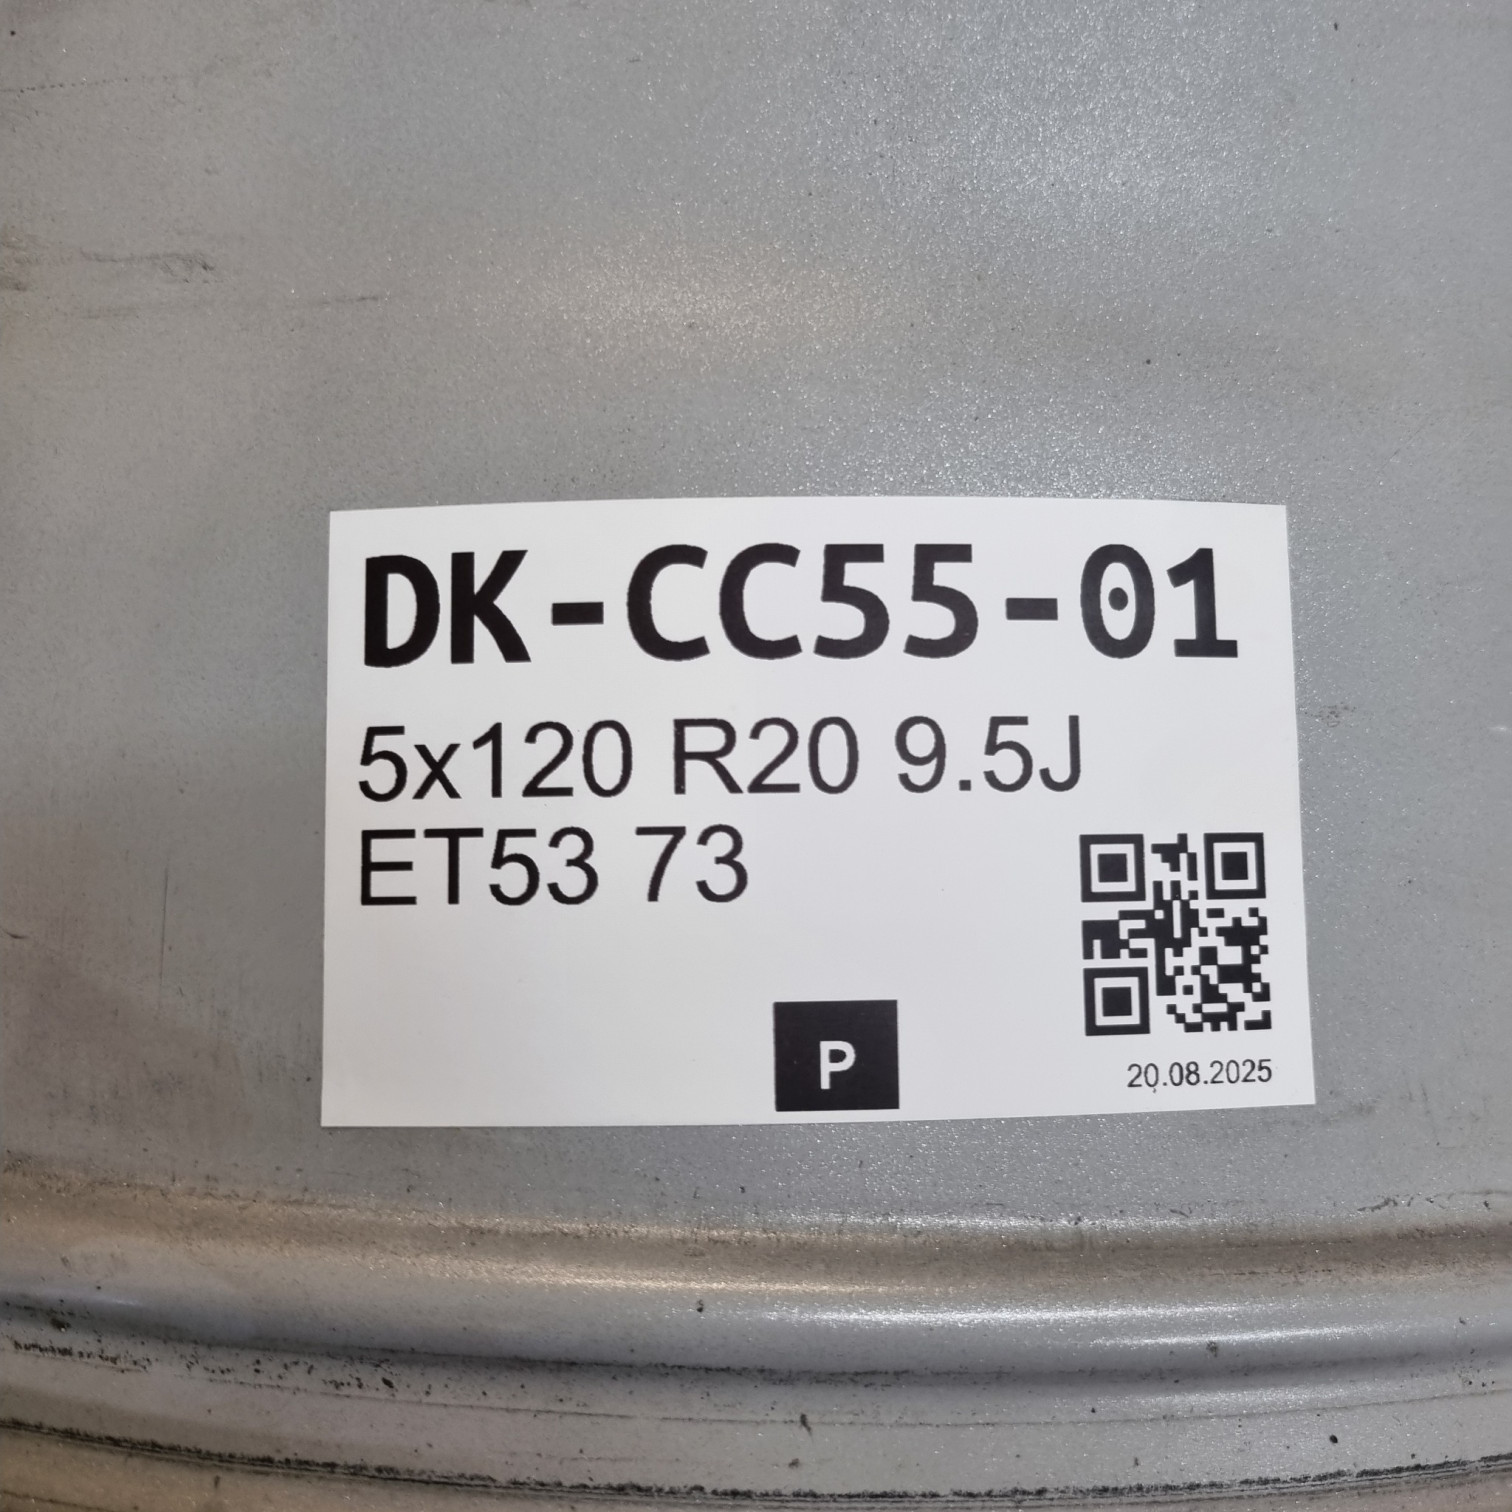 DK-CC55-01
5x120 R20 9.5J
ET53 73
P
20.08.2025